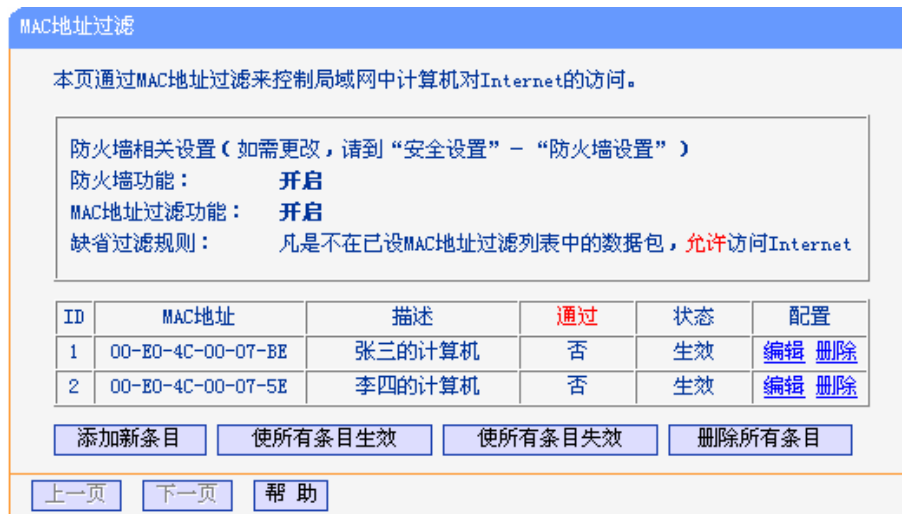 MAC地址过滤
本页通过MAC地址过滤来控制局域网中计算机对Internet的访问。
防火墙相关设置(如需更改，请到“安全设置”－“防火墙设置”)
防火墙功能： 开启
MAC地址过滤功能： 开启
缺省过滤规则： 凡是不在已设MAC地址过滤列表中的数据包，允许访问Internet
ID MAC地址 描述 通过 状态 配置
1 00-E0-4C-00-07-BE 张三的计算机 否 生效 编辑 删除
2 00-E0-4C-00-07-5E 李四的计算机 否 生效 编辑 删除
添加新条目 使所有条目生效 使所有条目失效 删除所有条目
上一页 下一页 帮 助